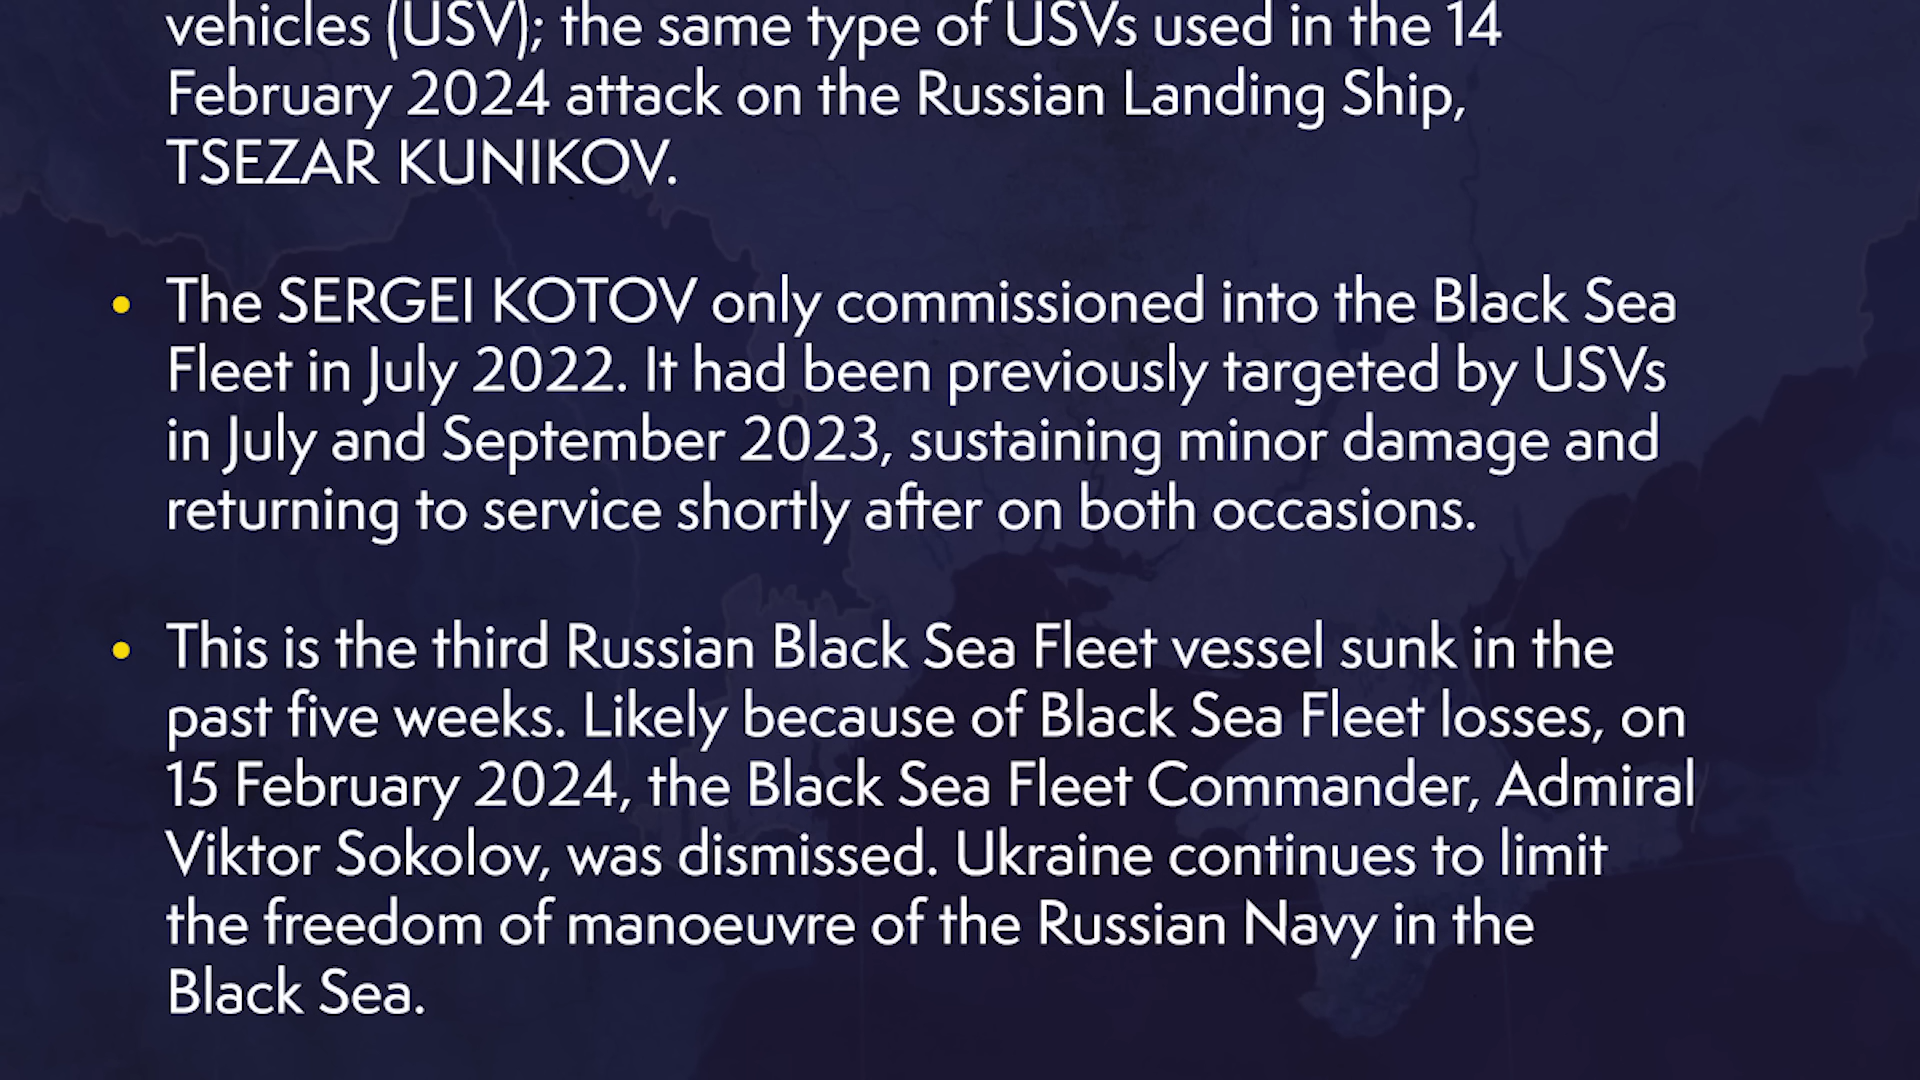 vehicles (USV); the same type of USVs used in the 14
February 2024 attack on the Russian Landing Ship,
TSEZAR KUNIKOV.
• The SERGEI KOTOV only commissioned into the Black Sea
Fleet in July 2022. It had been previously targeted by USVs
in July and September 2023, sustaining minor damage and
returning to service shortly after on both occasions.
• This is the third Russian Black Sea Fleet vessel sunk in the
past five weeks. Likely because of Black Sea Fleet losses, on
15 February 2024, the Black Sea Fleet Commander, Admiral
Viktor Sokolov, was dismissed. Ukraine continues to limit
the freedom of manoeuvre of the Russian Navy in the
Black Sea.